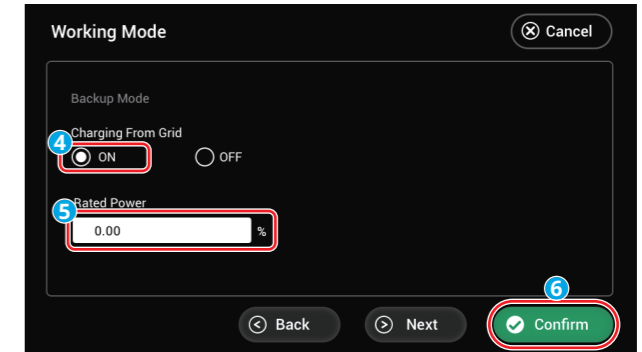 Working Mode
Cancel
Backup Mode
Charging From Grid
4
ON
OFF
Rated Power
5
0.00
%
6
Back
Next
Confirm